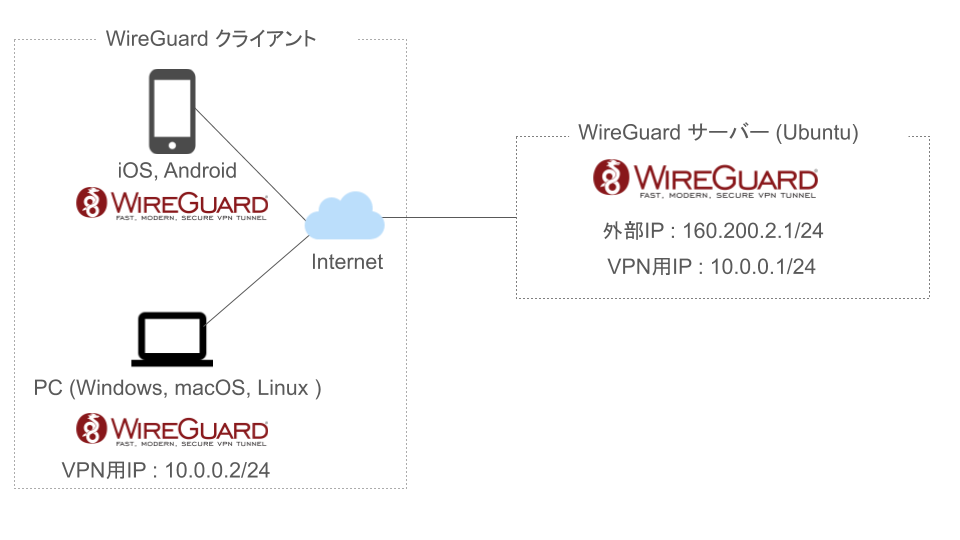 WireGuard クライアント
iOS, Android
WIREGUARD
FAST, MODERN, SECURE VPN TUNNEL
Internet
PC (Windows, macOS, Linux )
WIREGUARD
FAST, MODERN, SECURE VPN TUNNEL
VPN用IP : 10.0.0.2/24
WireGuard サーバー (Ubuntu)
WIREGUARD
FAST, MODERN, SECURE VPN TUNNEL
外部IP : 160.200.2.1/24
VPN用IP : 10.0.0.1/24